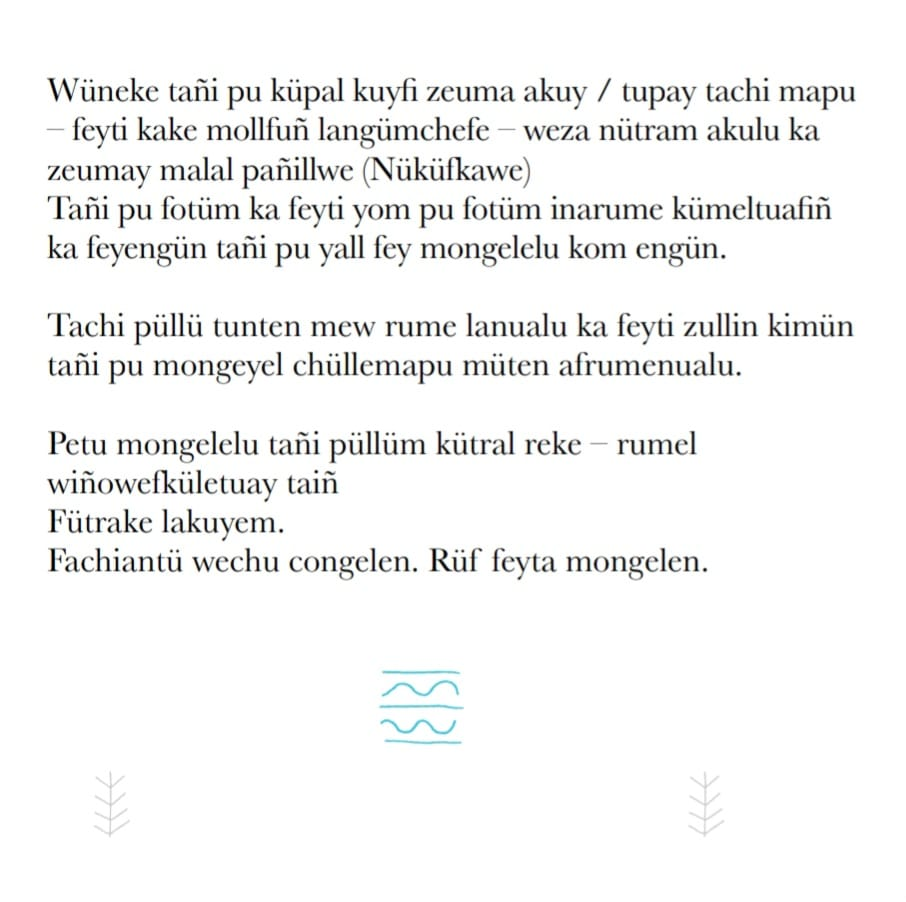 Wüneke tañi pu küpal kuyfi zeuma akuy / tupay tachi mapu
– feyti kake mollfuñ langümchefe – weza nütram akulu ka
zeumay malal pañillwe (Nüküfkawe)
Tañi pu fotüm ka feyti yom pu fotüm inarume kümeltuafiñ
ka feyengün tañi pu yall fey mongelelu kom engün.

Tachi püllü tunten mew rume lanualu ka feyti zullin kimün
tañi pu mongeyel chüllemapu müten afrumenualu.

Petu mongelelu tañi püllüm kütral reke – rumel
wiñowefkületuay taiñ
Fütrake lakuyem.
Fachiantü wechu congelen. Rüf feyta mongelen.